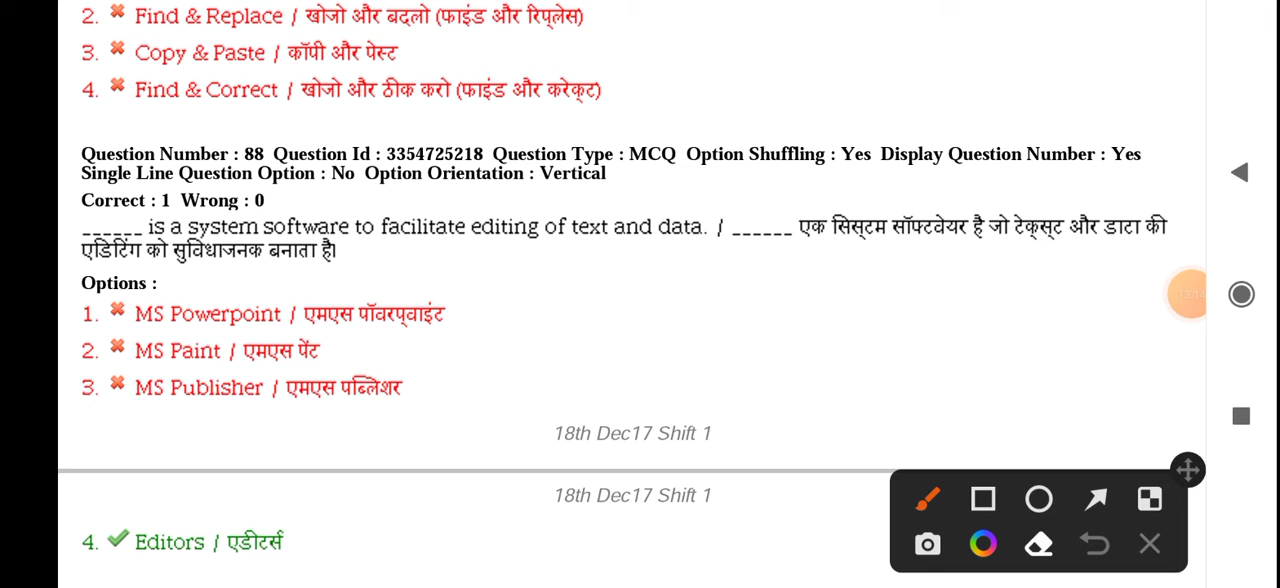 2. Find & Replace / खोजो और बदलो (फाइंड और रिप्लेस)
3. Copy & Paste / कॉपी और पेस्ट
4. Find & Correct / खोजो और ठीक करो (फाइंड और करेक्ट)
Question Number : 88 Question Id : 3354725218 Question Type : MCQ Option Shuffling : Yes Display Question Number : Yes
Single Line Question Option : No Option Orientation : Vertical
Correct : 1 Wrong : 0
______ is a system software to facilitate editing of text and data. / ______ एक सिस्टम सॉफ्टवेयर है जो टेक्स्ट और डाटा की
एडिटिंग को सुविधाजनक बनाता है।
Options :
1. MS Powerpoint / एमएस पॉवरप्वाइंट
2. MS Paint / एमएस पेंट
3. MS Publisher / एमएस पब्लिशर
18th Dec17 Shift 1
18th Dec17 Shift 1
4. Editors / एडीटर्स